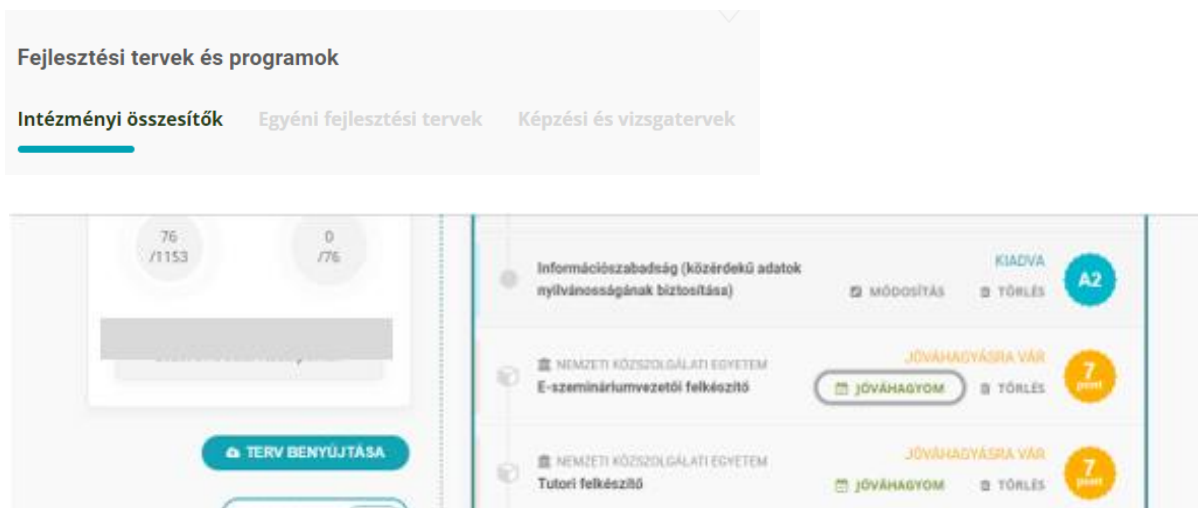 Fejlesztési tervek és programok
Intézményi összesítők Egyéni fejlesztési tervek Képzési és vizsgatervek
76
/1153
0
/76
TERV BENYÚJTÁSA
Információszabadság (közérdekű adatok
nyilvánosságának biztosítása)
KIADVA
MÓDOSÍTÁS TÖRLÉS
A2
NEMZETI KÖZSZOLGÁLATI EGYETEM
E-szemináriumvezetői felkészítő
JÓVÁHAGYÁSRA VÁR
JÓVÁHAGYOM TÖRLÉS
7
pont
NEMZETI KÖZSZOLGÁLATI EGYETEM
Tutori felkészítő
JÓVÁHAGYÁSRA VÁR
JÓVÁHAGYOM TÖRLÉS
7
pont